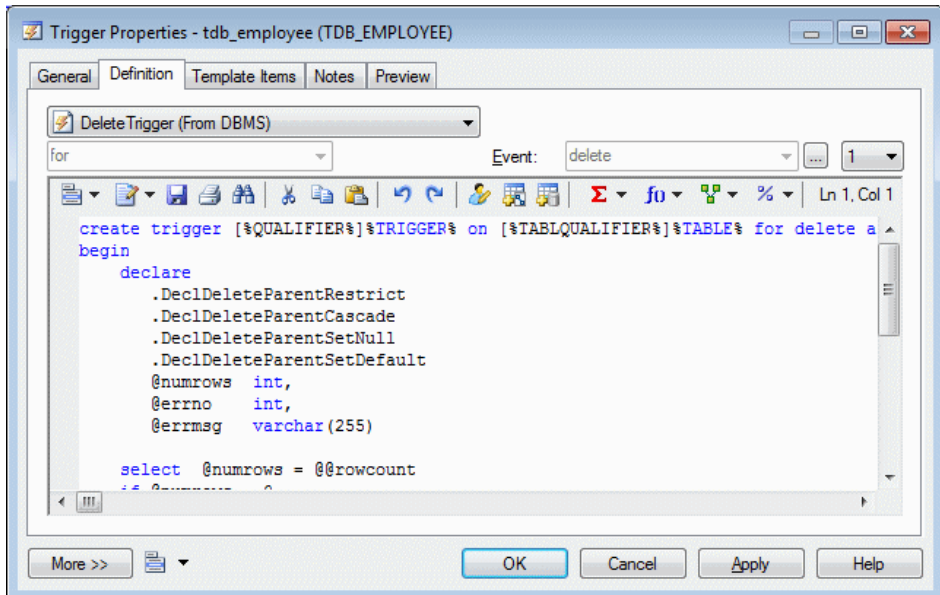 Trigger Properties - tdb_employee (TDB_EMPLOYEE)
General Definition Template Items Notes Preview
DeleteTrigger (From DBMS)
for Event: delete ... 1
Σ f() % Ln 1, Col 1
create trigger [%QUALIFIER%]%TRIGGER% on [%TABLQUALIFIER%]%TABLE% for delete a
begin
declare
.DeclDeleteParentRestrict
.DeclDeleteParentCascade
.DeclDeleteParentSetNull
.DeclDeleteParentSetDefault
@numrows int,
@errno int,
@errmsg varchar(255)
select @numrows = @@rowcount
More >> OK Cancel Apply Help